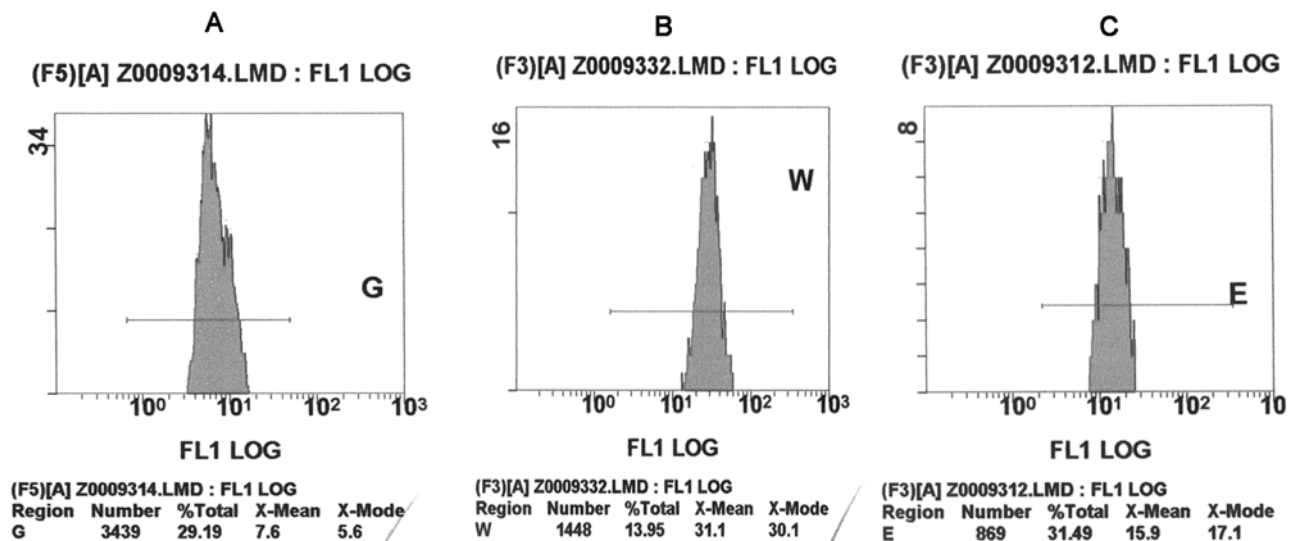 A
(F5)[A] Z0009314.LMD : FL1 LOG
34
G
10⁰ 10¹ 10² 10³
FL1 LOG
(F5)[A] Z0009314.LMD : FL1 LOG
Region Number %Total X-Mean X-Mode
G 3439 29.19 7.6 5.6
B
(F3)[A] Z0009332.LMD : FL1 LOG
16
W
10⁰ 10¹ 10² 10³
FL1 LOG
(F3)[A] Z0009332.LMD : FL1 LOG
Region Number %Total X-Mean X-Mode
W 1448 13.95 31.1 30.1
C
(F3)[A] Z0009312.LMD : FL1 LOG
8
E
10⁰ 10¹ 10² 10
FL1 LOG
(F3)[A] Z0009312.LMD : FL1 LOG
Region Number %Total X-Mean X-Mode
E 869 31.49 15.9 17.1